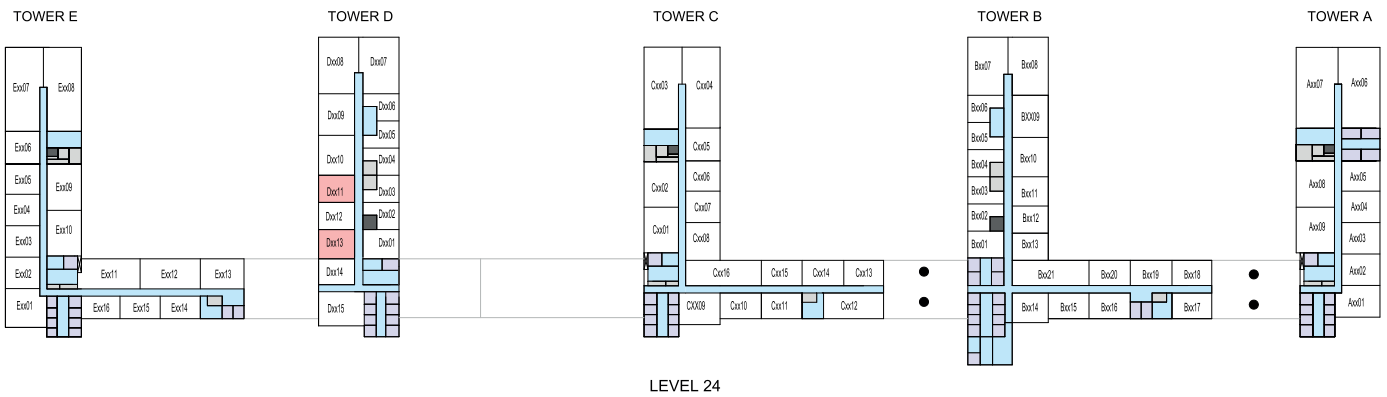 TOWER E
TOWER D
TOWER C
TOWER B
TOWER A
Exx07
Exx08
Exx06
Exx05
Exx09
Exx04
Exx03
Exx10
Exx02
Exx11
Exx12
Exx13
Exx01
Exx16
Exx15
Exx14
Dxx08
Dxx07
Dxx09
Dxx06
Dxx05
Dxx10
Dxx04
Dxx11
Dxx03
Dxx12
Dxx02
Dxx13
Dxx01
Dxx14
Dxx15
Cxx03
Cxx04
Cxx05
Cxx02
Cxx06
Cxx07
Cxx01
Cxx08
Cxx16
Cxx15
Cxx14
Cxx13
CXX09
Cxx10
Cxx11
Cxx12
Bxx07
Bxx08
Bxx06
BXX09
Bxx05
Bxx04
Bxx10
Bxx03
Bxx11
Bxx02
Bxx12
Bxx01
Bxx13
Bxx21
Bxx20
Bxx19
Bxx18
Bxx14
Bxx15
Bxx16
Bxx17
Axx07
Axx06
Axx08
Axx05
Axx04
Axx09
Axx03
Axx02
Axx01
LEVEL 24